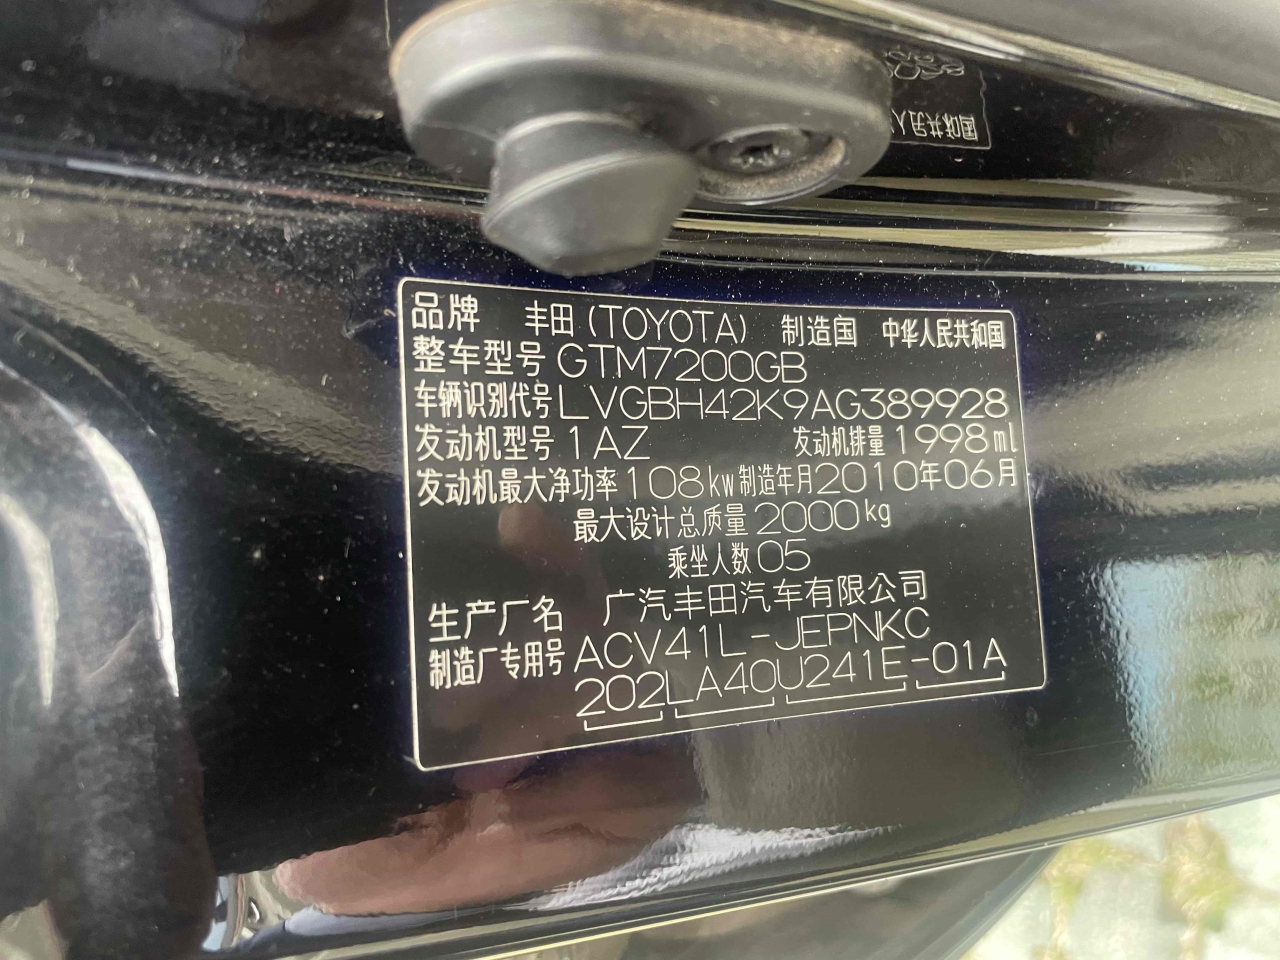 品牌 丰田(TOYOTA) 制造国 中华人民共和国
整车型号 GTM7200GB
车辆识别代号 LVGBH42K9AG389928
发动机型号 1AZ 发动机排量 1998ml
发动机最大净功率 108kw 制造年月 2010年06月
最大设计总质量 2000kg
乘坐人数 05
生产厂名 广汽丰田汽车有限公司
制造厂专用号 ACV41L-JEPNKC
202LA40U241E-01A